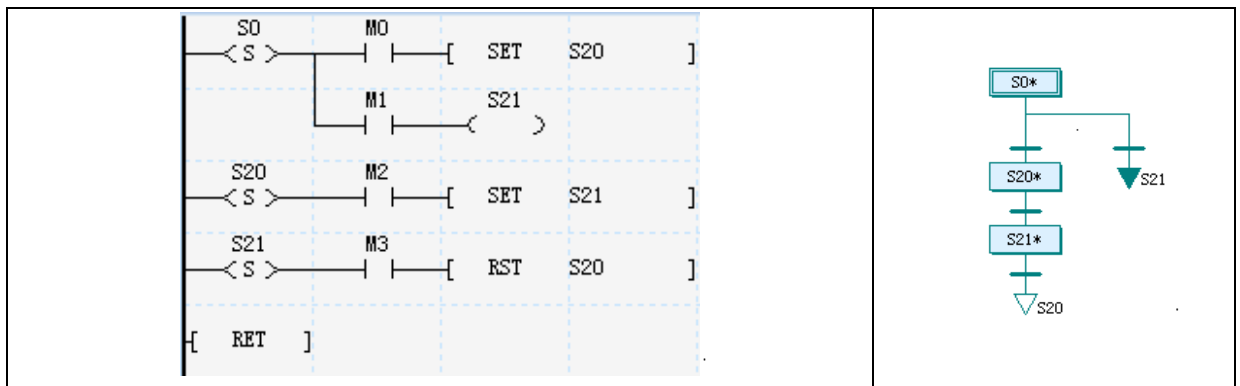 S0 M0
S SET S20
M1 S21
S20 M2
S SET S21
S21 M3
S RST S20
RET
S0*
S20* S21
S21*
S20